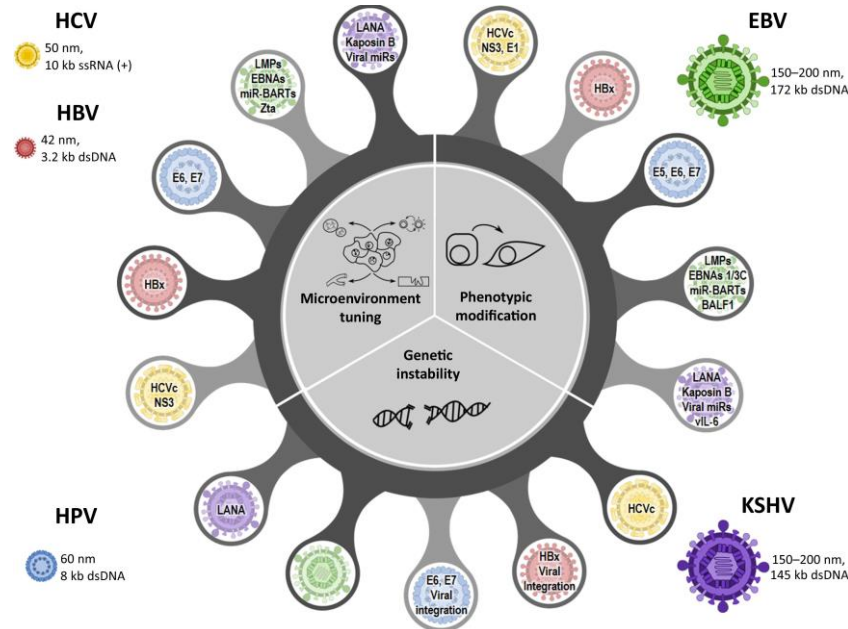 HCV
50 nm,
10 kb ssRNA (+)
HBV
42 nm,
3.2 kb dsDNA
EBV
150–200 nm,
172 kb dsDNA
LANA
Kaposin B
Viral miRs
HCVc
NS3, E1
HBx
E5, E6, E7
LMPs
EBNAs 1/3C
miR-BARTs
BALF1
LANA
Kaposin B
Viral miRs
vIL-6
HCVc
HBx
Viral
Integration
E6, E7
Viral
integration
LANA
HCVc
NS3
HBx
E6, E7
LMPs
EBNAs
miR-BARTs
Zta
Microenvironment
tuning
Phenotypic
modification
Genetic
instability
HPV
60 nm
8 kb dsDNA
KSHV
150–200 nm,
145 kb dsDNA